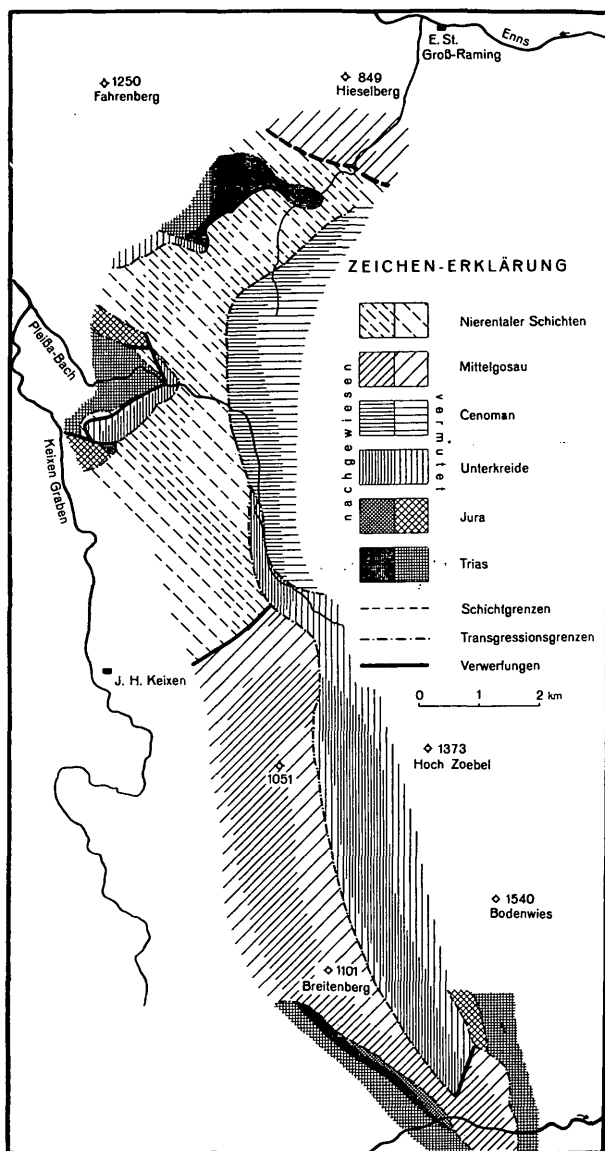 E. St.
Groß-Raming
Enns
1250
Fahrenberg
849
Hieselberg
ZEICHEN-ERKLÄRUNG
Pleißa-Bach
Keixen Graben
nachgewiesen
vermutet
Nierentaler Schichten
Mittelgosau
Cenoman
Unterkreide
Jura
Trias
Schichtgrenzen
Transgressionsgrenzen
Verwerfungen
0 1 2 km
J. H. Keixen
1373
Hoch Zoebel
1051
1540
Bodenwies
1101
Breitenberg